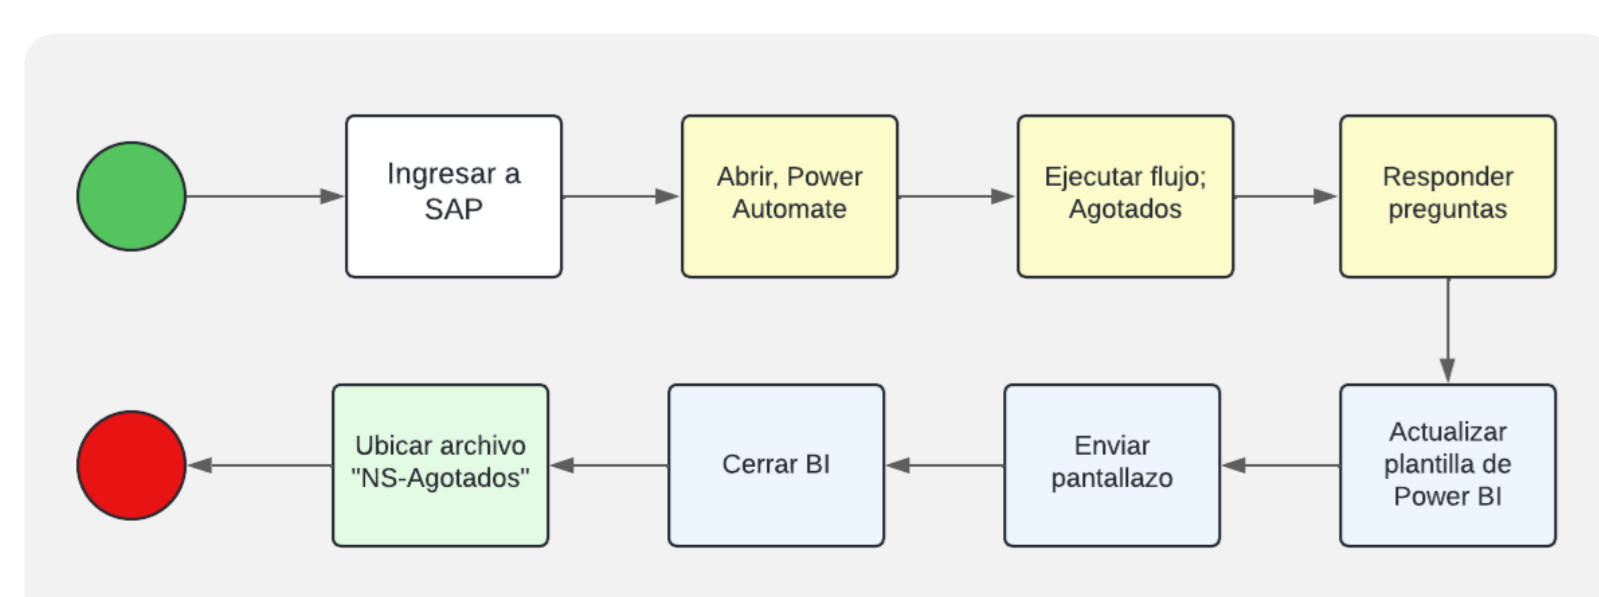 Ingresar a
SAP
Abrir, Power
Automate
Ejecutar flujo;
Agotados
Responder
preguntas
Actualizar
plantilla de
Power BI
Enviar
pantallazo
Cerrar BI
Ubicar archivo
"NS-Agotados"